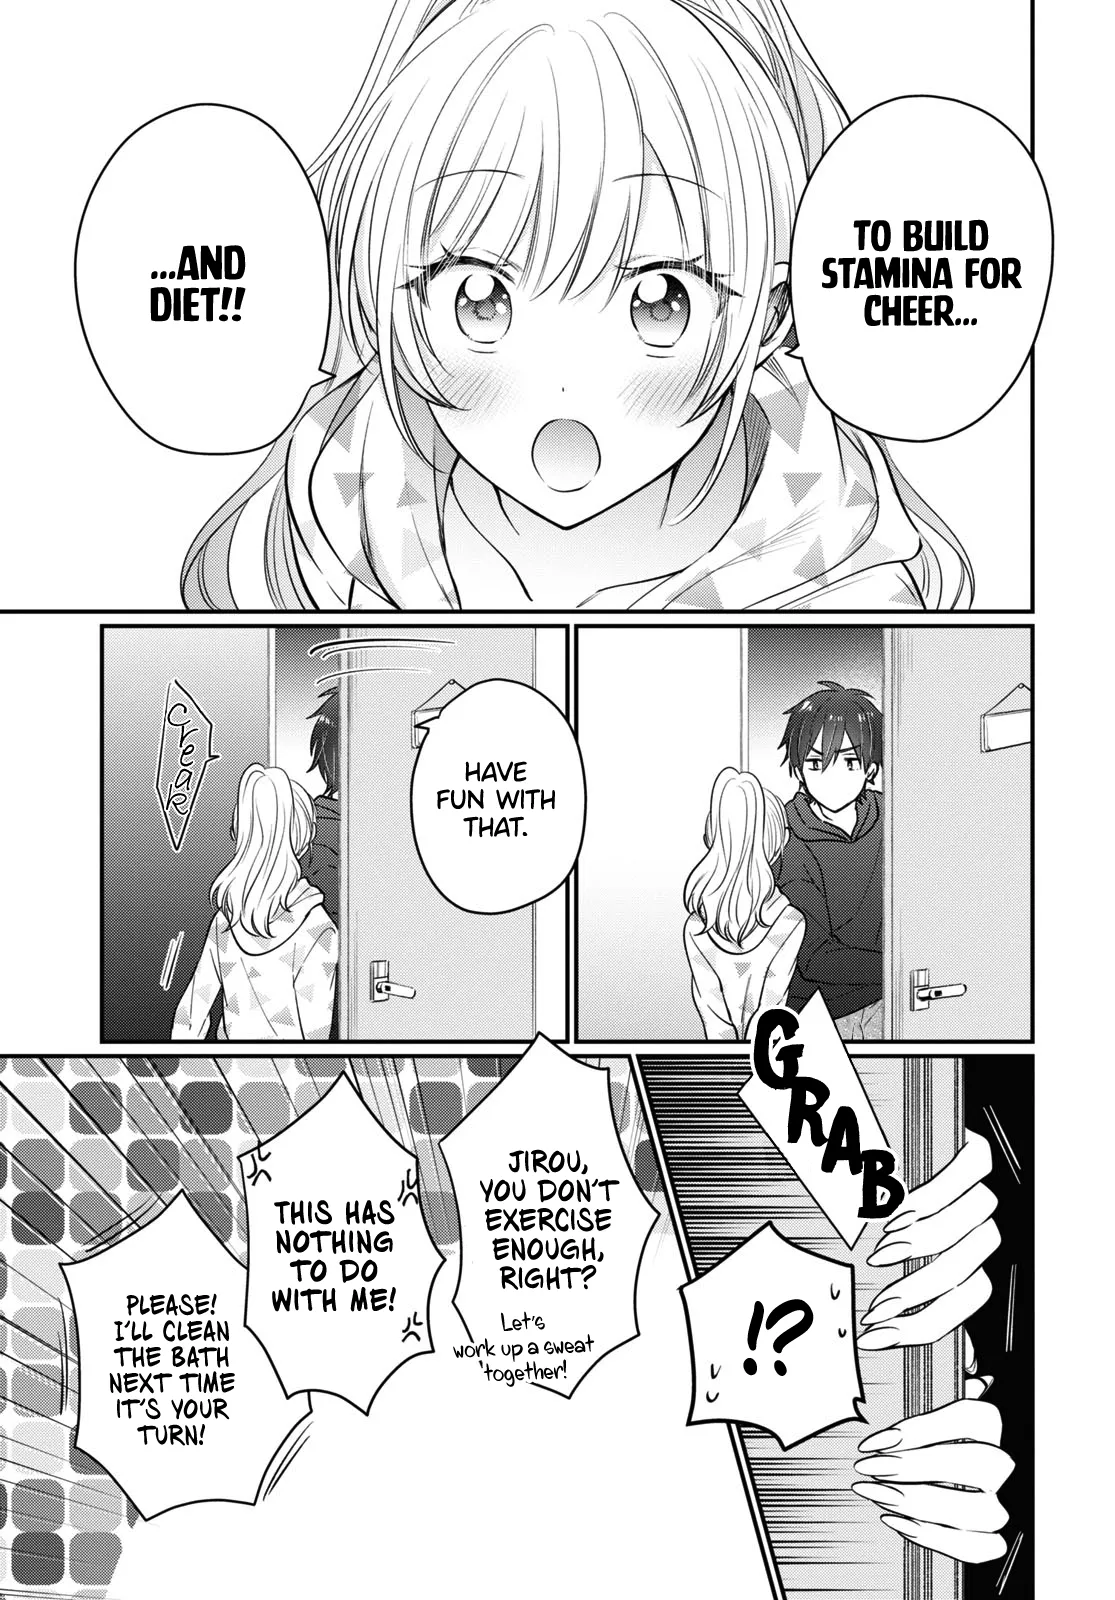 TO BUILD
STAMINA FOR
CHEER...
...AND
DIET!!
HAVE
FUN WITH
THAT.
Creak
GRAB
!?
JIROU,
YOU DON'T
EXERCISE
ENOUGH,
RIGHT?
Let's
work up a sweat
together!
THIS HAS
NOTHING
TO DO
WITH ME!
PLEASE!
I'LL CLEAN
THE BATH
NEXT TIME
IT'S YOUR
TURN!